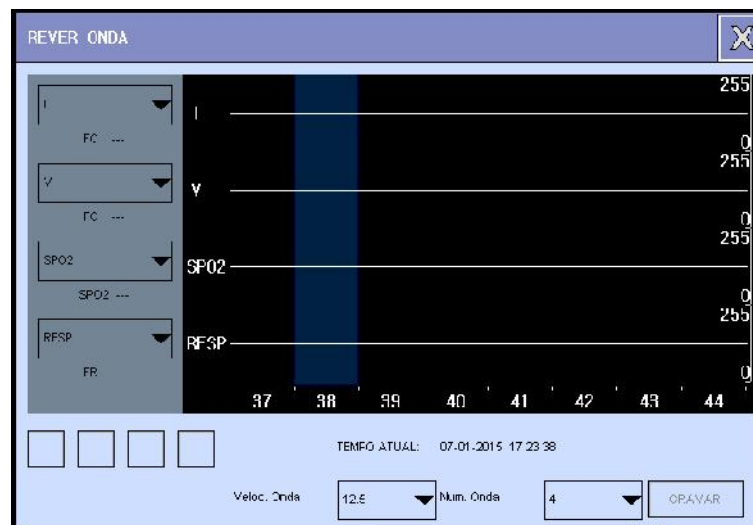 REVER ONDA
X
I
FC ---
V
FC ---
SPO2
SPO2 ---
RESP
FR
I 255
0
V 255
0
SPO2 255
0
RESP 255
0
37 38 39 40 41 42 43 44
TEMPO ATUAL: 07-01-2015 17:23:38
Veloc. Onda 12.5 Num. Onda 4 GRAVAR